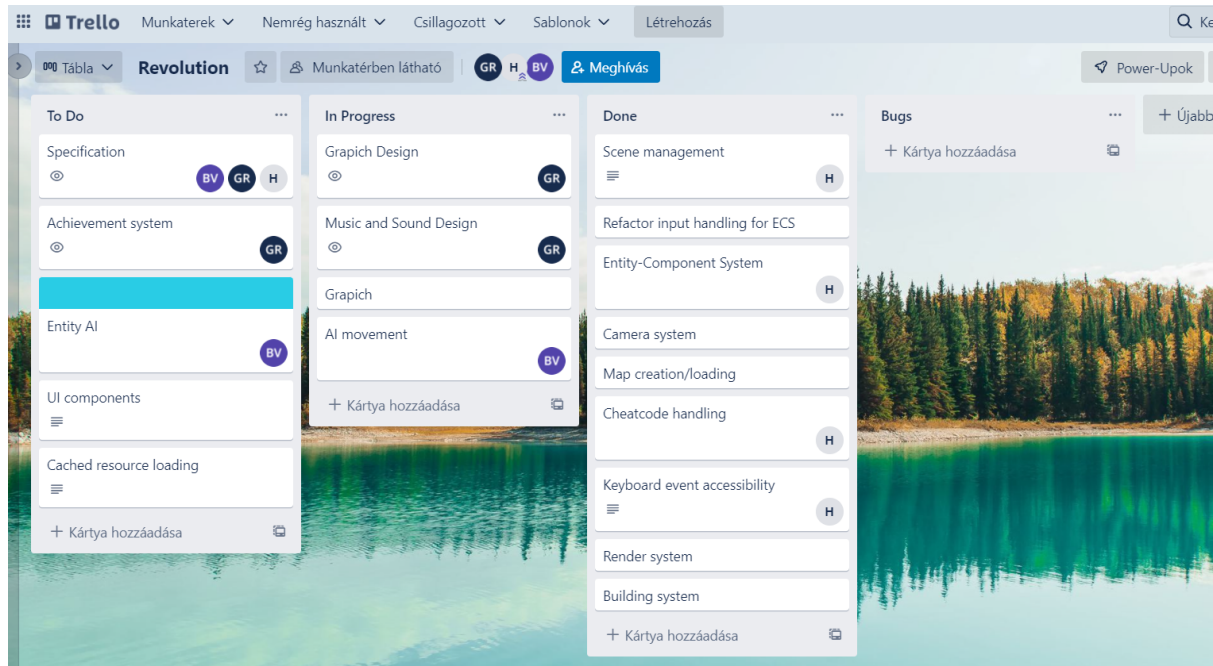 Trello Munkaterek Nemrég használt Csillagozott Sablonok Létrehozás
Tábla Revolution Munkatérben látható GR H BV Meghívás Power-Upok
To Do
Specification
BV GR H
Achievement system
GR
Entity AI
BV
UI components
Cached resource loading
+ Kártya hozzáadása
In Progress
Grapich Design
GR
Music and Sound Design
GR
Grapich
AI movement
BV
+ Kártya hozzáadása
Done
Scene management
H
Refactor input handling for ECS
Entity-Component System
H
Camera system
Map creation/loading
Cheatcode handling
H
Keyboard event accessibility
H
Render system
Building system
+ Kártya hozzáadása
Bugs
+ Kártya hozzáadása